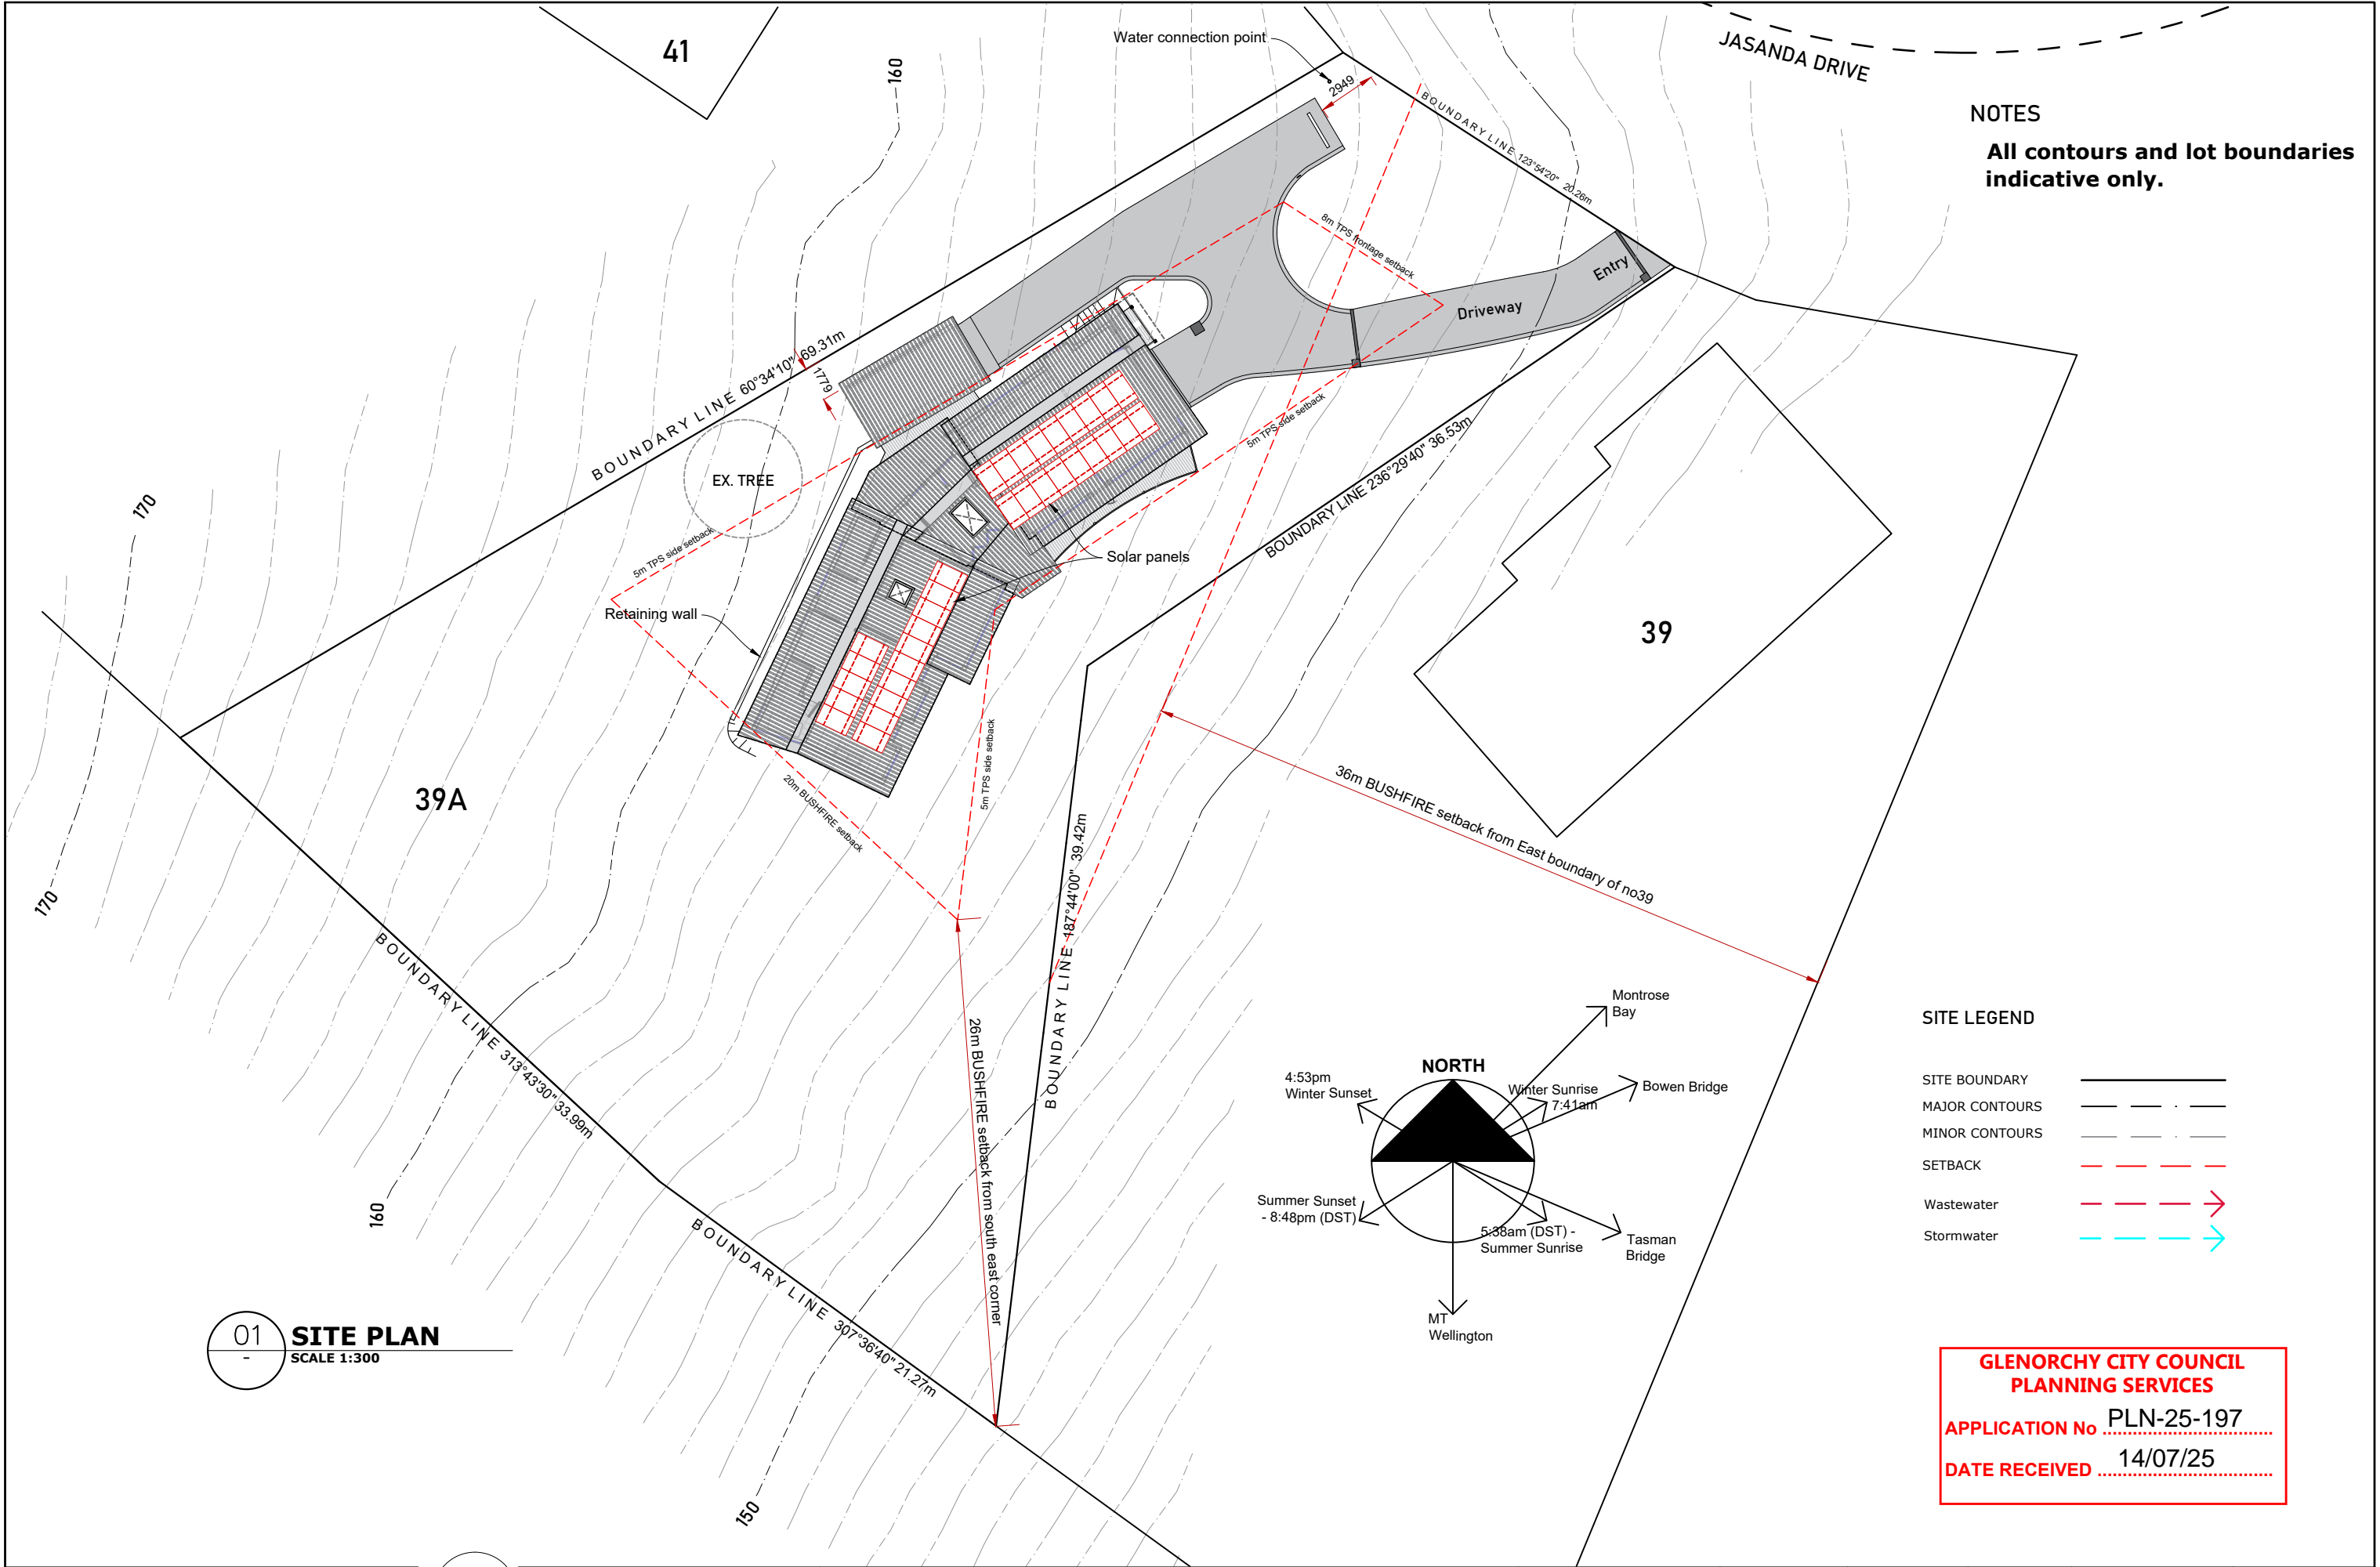 41
160
Water connection point
2949
JASANDA DRIVE
NOTES
All contours and lot boundaries
indicative only.
BOUNDARY LINE 123°54'20" 20.26m
8m TPS frontage setback
Entry
Driveway
BOUNDARY LINE 60°34'10" 69.31m
1779
5m TPS side setback
BOUNDARY LINE 236°29'40" 36.53m
EX. TREE
170
5m TPS side setback
Solar panels
Retaining wall
39
5m TPS side setback
20m BUSHFIRE setback
39A
36m BUSHFIRE setback from East boundary of no39
170
BOUNDARY LINE 187°44'00" 39.42m
BOUNDARY LINE 313°43'30" 33.99m
26m BUSHFIRE setback from south east corner
160
BOUNDARY LINE 307°36'40" 21.27m
150
Montrose
Bay
NORTH
4:53pm
Winter Sunset
Winter Sunrise
7:41am
Bowen Bridge
Summer Sunset
- 8:48pm (DST)
5:38am (DST) -
Summer Sunrise
Tasman
Bridge
MT
Wellington
SITE LEGEND
SITE BOUNDARY
MAJOR CONTOURS
MINOR CONTOURS
SETBACK
Wastewater
Stormwater
01
-
SITE PLAN
SCALE 1:300
GLENORCHY CITY COUNCIL
PLANNING SERVICES
APPLICATION No PLN-25-197
DATE RECEIVED 14/07/25